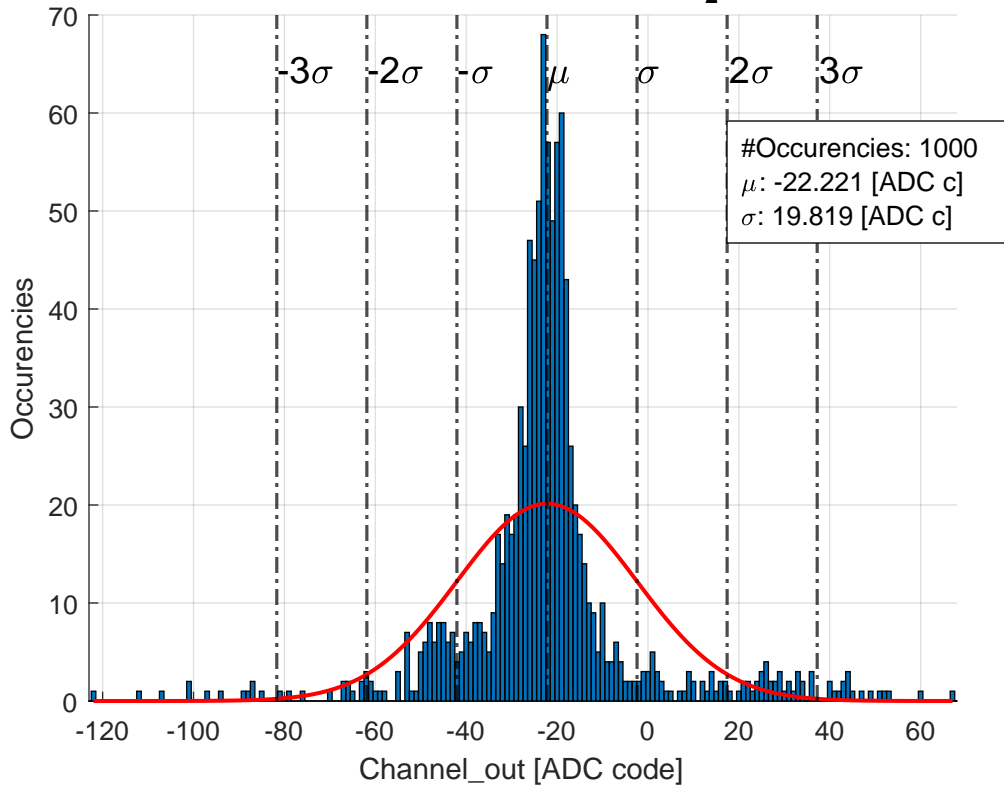 2
70
60
50
40
30
20
10
0
-3σ -2σ -σ μ σ 2σ 3σ
#Occurencies: 1000
μ: -22.221 [ADC c]
σ: 19.819 [ADC c]
Occurencies
-120 -100 -80 -60 -40 -20 0 20 40 60
Channel_out [ADC code]